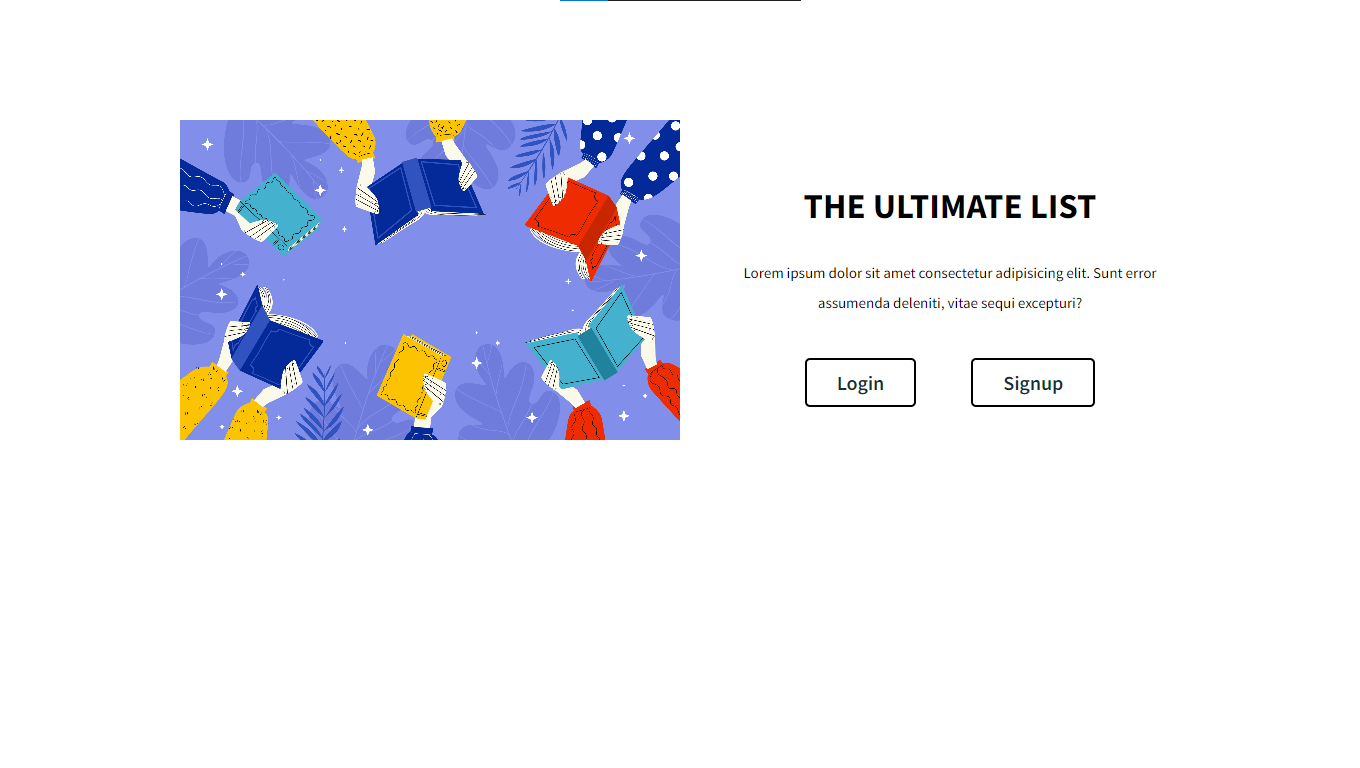 THE ULTIMATE LIST
Lorem ipsum dolor sit amet consectetur adipisicing elit. Sunt error
assumenda deleniti, vitae sequi excepturi?
Login
Signup